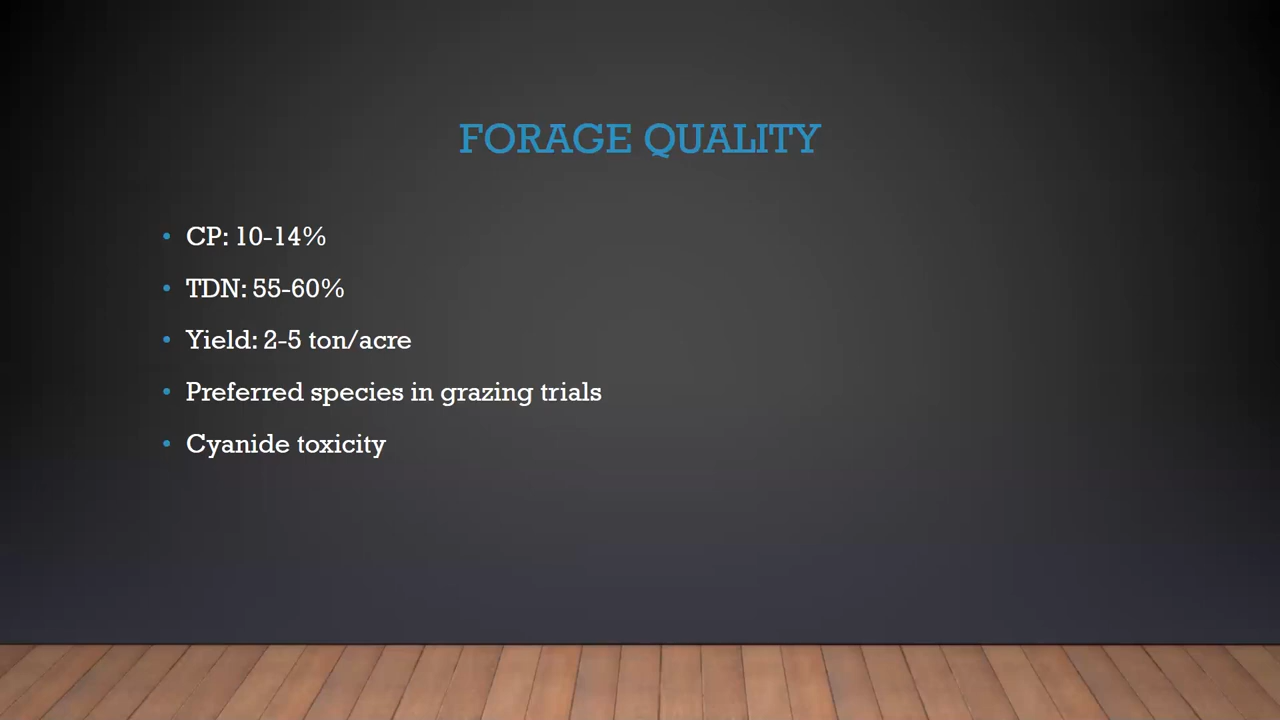 FORAGE QUALITY
• CP: 10-14%
• TDN: 55-60%
• Yield: 2-5 ton/acre
• Preferred species in grazing trials
• Cyanide toxicity